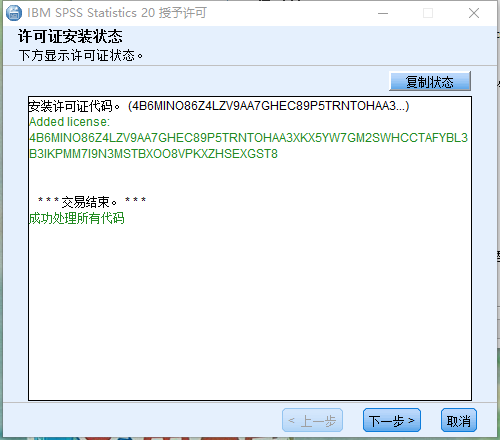 IBM SPSS Statistics 20 授予许可
许可证安装状态
下方显示许可证状态。
复制状态
安装许可证代码。 (4B6MINO86Z4LZV9AA7GHEC89P5TRNTOHAA3...)
Added license:
4B6MINO86Z4LZV9AA7GHEC89P5TRNTOHAA3XKX5YW7GM2SWHCCTAFYBL3
B3IKPMM7I9N3MSTBXOO8VPKXZHSEXGST8
* * * 交易结束。 * * *
成功处理所有代码
< 上一步
下一步 >
取消